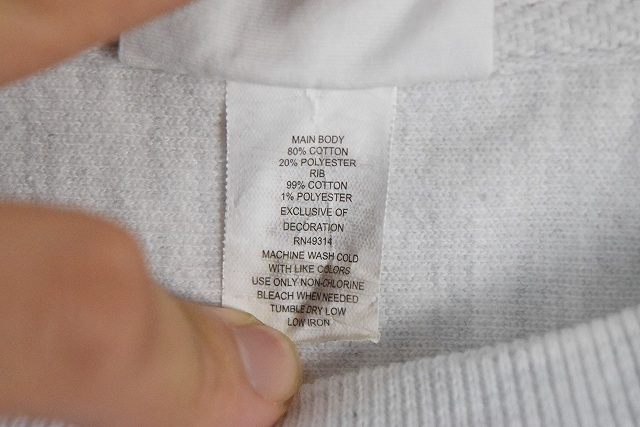 MAIN BODY
80% COTTON
20% POLYESTER
RIB
99% COTTON
1% POLYESTER
EXCLUSIVE OF
DECORATION
RN49314
MACHINE WASH COLD
WITH LIKE COLORS
USE ONLY NON-CHLORINE
BLEACH WHEN NEEDED
TUMBLE DRY LOW
LOW IRON